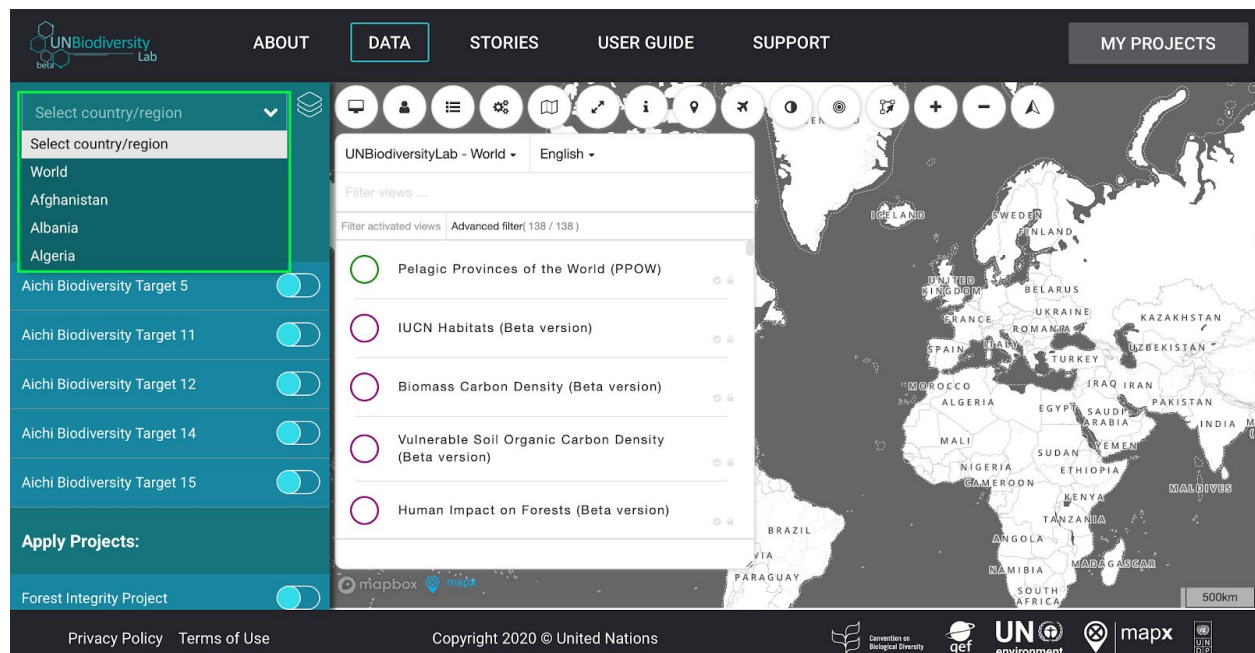 UNBiodiversity
Lab
beta
ABOUT
DATA
STORIES
USER GUIDE
SUPPORT
MY PROJECTS
Select country/region
Select country/region
World
Afghanistan
Albania
Algeria
Aichi Biodiversity Target 5
Aichi Biodiversity Target 11
Aichi Biodiversity Target 12
Aichi Biodiversity Target 14
Aichi Biodiversity Target 15
Apply Projects:
Forest Integrity Project
UNBiodiversityLab - World
English
Filter views ...
Filter activated views
Advanced filter( 138 / 138 )
Pelagic Provinces of the World (PPOW)
IUCN Habitats (Beta version)
Biomass Carbon Density (Beta version)
Vulnerable Soil Organic Carbon Density
(Beta version)
Human Impact on Forests (Beta version)
mapbox
mapx
ICELAND
SWEDEN
FINLAND
UNITED
KINGDOM
BELARUS
UKRAINE
FRANCE
ROMANIA
KAZAKHSTAN
SPAIN
ITALY
TURKEY
UZBEKISTAN
MOROCCO
IRAQ
IRAN
ALGERIA
EGYPT
SAUDI
ARABIA
PAKISTAN
INDIA
MALI
SUDAN
YEMEN
NIGERIA
ETHIOPIA
CAMEROON
KENYA
MALDIVES
TANZANIA
BRAZIL
ANGOLA
NAMIBIA
MADAGASCAR
PARAGUAY
SOUTH
AFRICA
500km
Privacy Policy
Terms of Use
Copyright 2020 © United Nations
Convention on
Biological Diversity
gef
UN
environment
mapx
UN
DP